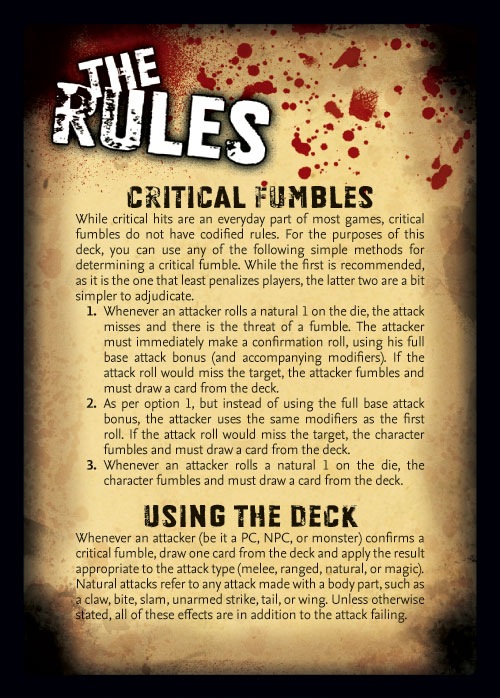 THE
RULES
CRITICAL FUMBLES
While critical hits are an everyday part of most games, critical
fumbles do not have codified rules. For the purposes of this
deck, you can use any of the following simple methods for
determining a critical fumble. While the first is recommended,
as it is the one that least penalizes players, the latter two are a bit
simpler to adjudicate.
1. Whenever an attacker rolls a natural 1 on the die, the attack
misses and there is the threat of a fumble. The attacker
must immediately make a confirmation roll, using his full
base attack bonus (and accompanying modifiers). If the
attack roll would miss the target, the attacker fumbles and
must draw a card from the deck.
2. As per option 1, but instead of using the full base attack
bonus, the attacker uses the same modifiers as the first
roll. If the attack roll would miss the target, the character
fumbles and must draw a card from the deck.
3. Whenever an attacker rolls a natural 1 on the die, the
character fumbles and must draw a card from the deck.
USING THE DECK
Whenever an attacker (be it a PC, NPC, or monster) confirms a
critical fumble, draw one card from the deck and apply the result
appropriate to the attack type (melee, ranged, natural, or magic).
Natural attacks refer to any attack made with a body part, such as
a claw, bite, slam, unarmed strike, tail, or wing. Unless otherwise
stated, all of these effects are in addition to the attack failing.